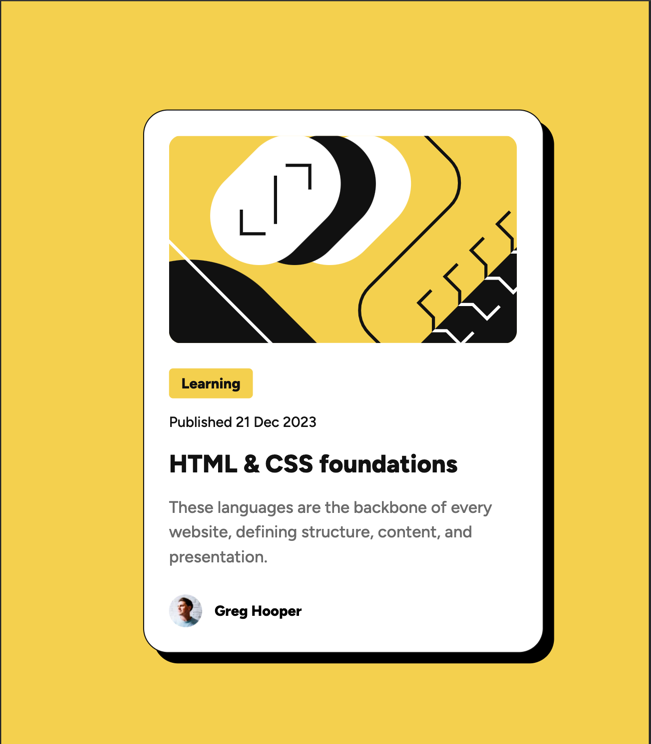 Learning
Published 21 Dec 2023
HTML & CSS foundations
These languages are the backbone of every
website, defining structure, content, and
presentation.
Greg Hooper